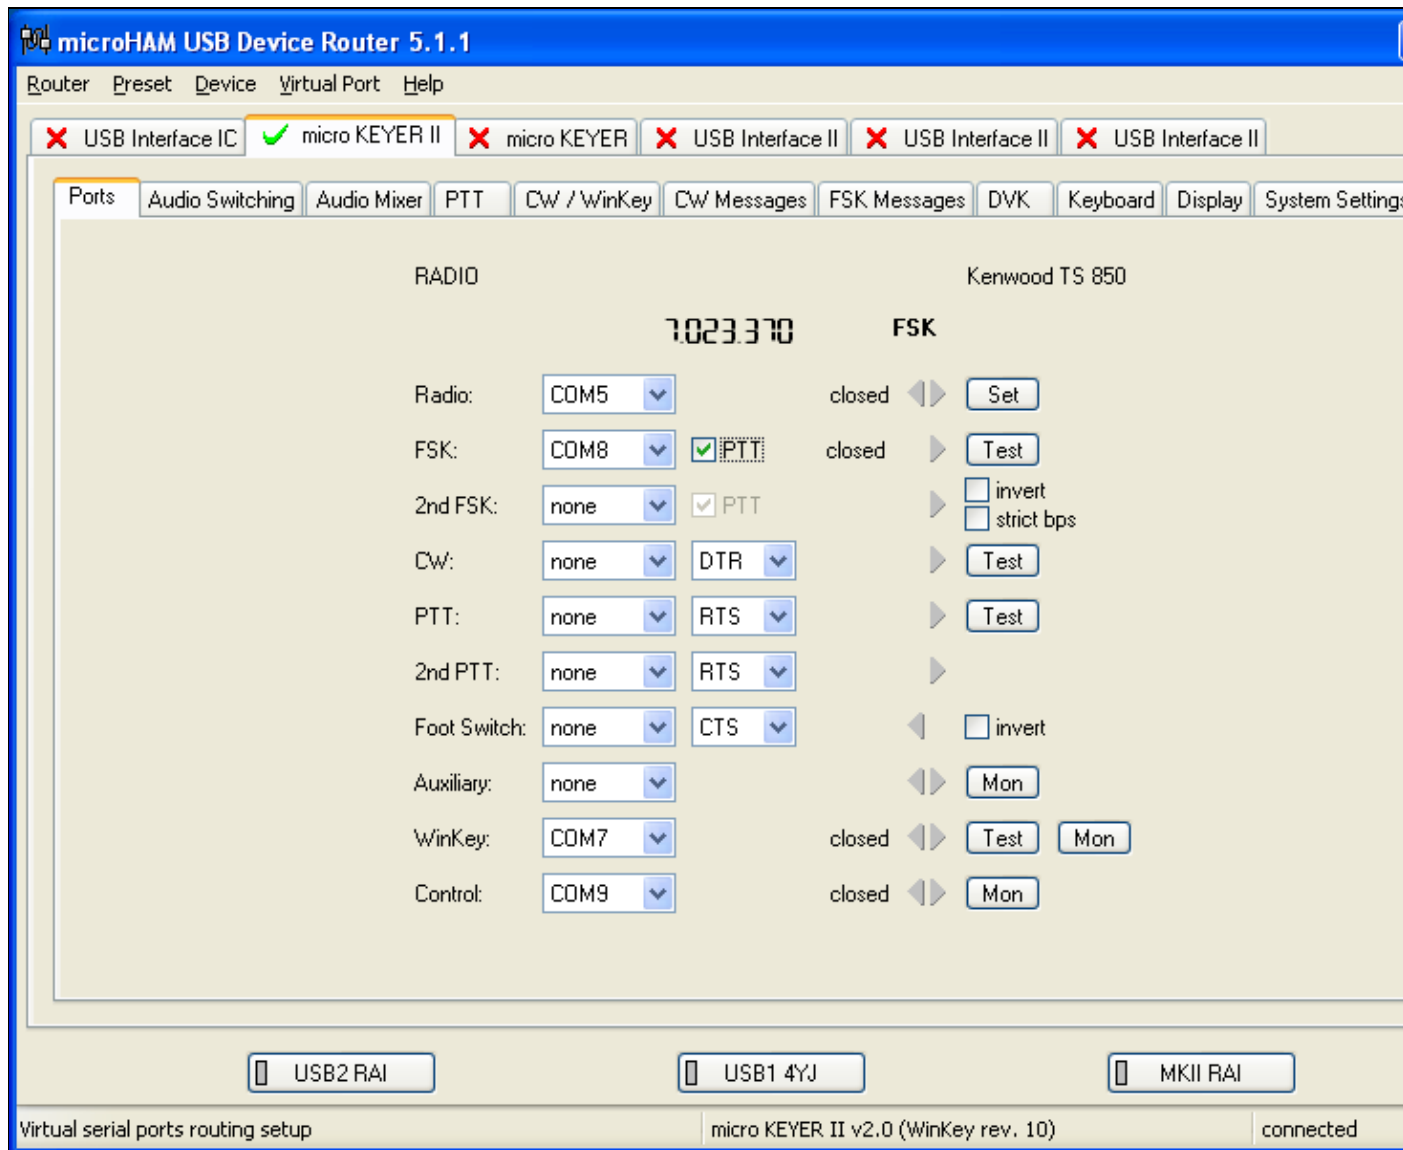 microHAM USB Device Router 5.1.1
Router Preset Device Virtual Port Help
USB Interface IC micro KEYER II micro KEYER USB Interface II USB Interface II USB Interface II
Ports Audio Switching Audio Mixer PTT CW / WinKey CW Messages FSK Messages DVK Keyboard Display System Settings
RADIO Kenwood TS 850
7.023.370 FSK
Radio: COM5 closed Set
FSK: COM8 PTT closed Test
2nd FSK: none PTT invert
strict bps
CW: none DTR Test
PTT: none RTS Test
2nd PTT: none RTS
Foot Switch: none CTS invert
Auxiliary: none Mon
WinKey: COM7 closed Test Mon
Control: COM9 closed Mon
USB2 RAI USB1 4YJ MKII RAI
Virtual serial ports routing setup micro KEYER II v2.0 (WinKey rev. 10) connected